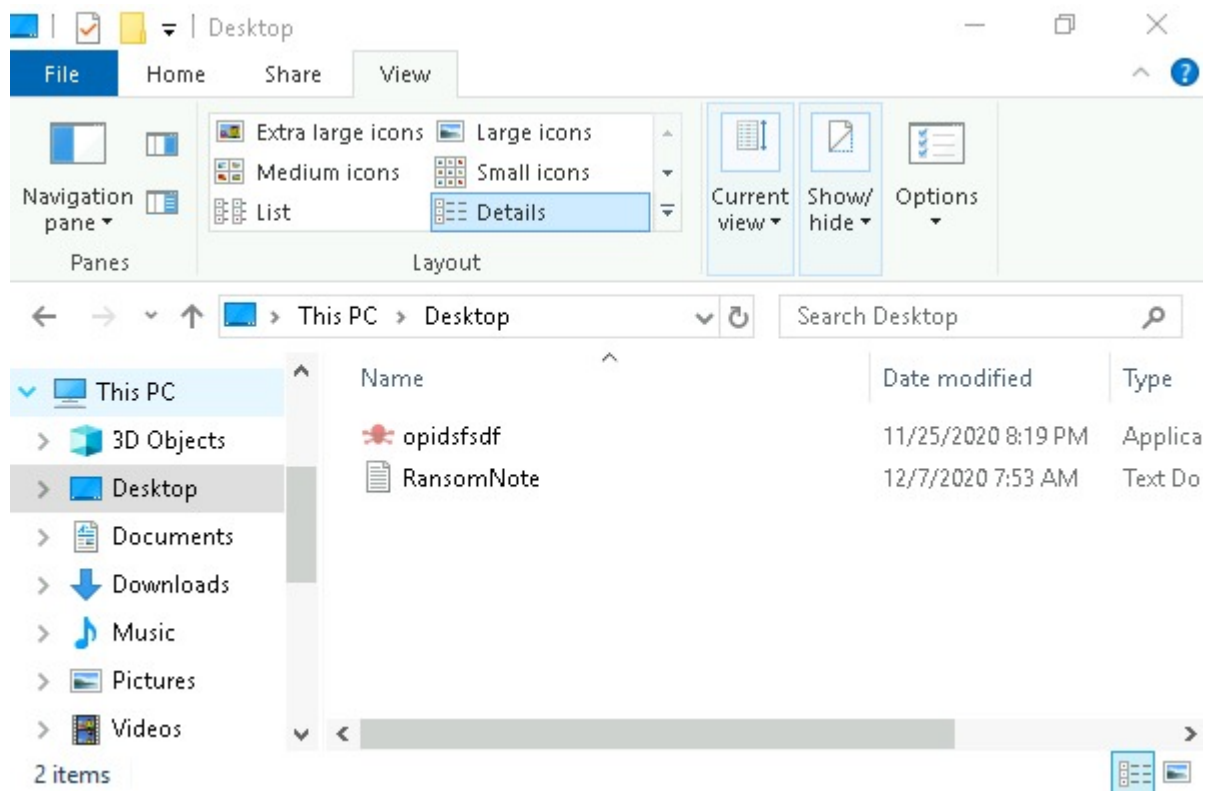 Desktop
File Home Share View
Extra large icons Large icons
Medium icons Small icons
List Details
Navigation pane
Current view
Show/ hide
Options
Panes Layout
This PC > Desktop Search Desktop
Name Date modified Type
This PC
3D Objects opidsfsdf 11/25/2020 8:19 PM Applica
Desktop RansomNote 12/7/2020 7:53 AM Text Do
Documents
Downloads
Music
Pictures
Videos
2 items